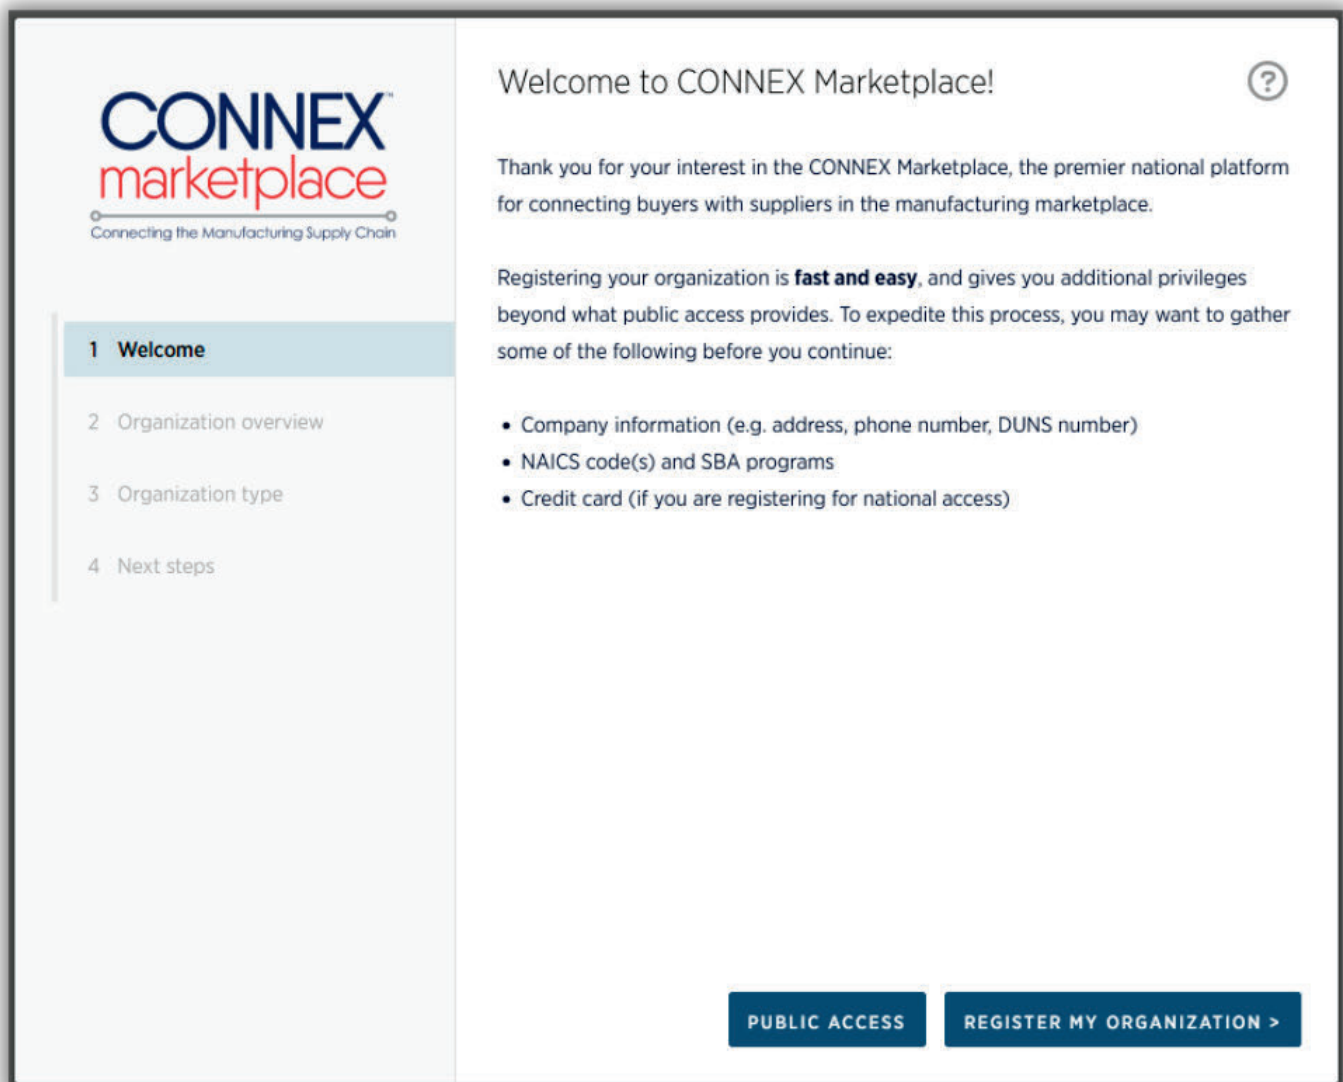 CONNEX™
marketplace
Connecting the Manufacturing Supply Chain
1 Welcome
2 Organization overview
3 Organization type
4 Next steps
Welcome to CONNEX Marketplace!
?
Thank you for your interest in the CONNEX Marketplace, the premier national platform
for connecting buyers with suppliers in the manufacturing marketplace.
Registering your organization is fast and easy, and gives you additional privileges
beyond what public access provides. To expedite this process, you may want to gather
some of the following before you continue:
• Company information (e.g. address, phone number, DUNS number)
• NAICS code(s) and SBA programs
• Credit card (if you are registering for national access)
PUBLIC ACCESS
REGISTER MY ORGANIZATION >